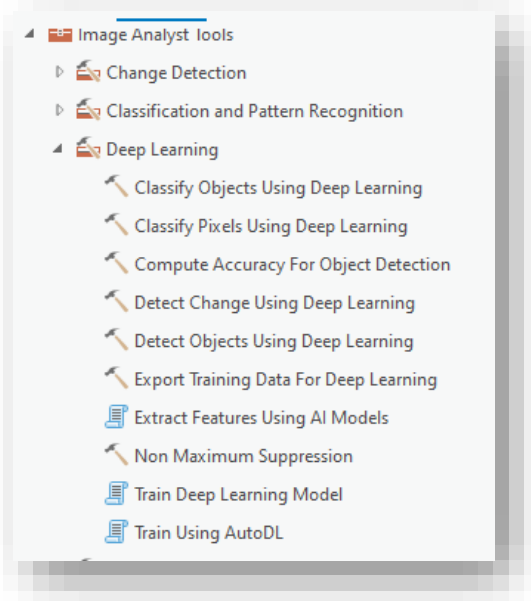 Image Analyst Tools
Change Detection
Classification and Pattern Recognition
Deep Learning
Classify Objects Using Deep Learning
Classify Pixels Using Deep Learning
Compute Accuracy For Object Detection
Detect Change Using Deep Learning
Detect Objects Using Deep Learning
Export Training Data For Deep Learning
Extract Features Using AI Models
Non Maximum Suppression
Train Deep Learning Model
Train Using AutoDL